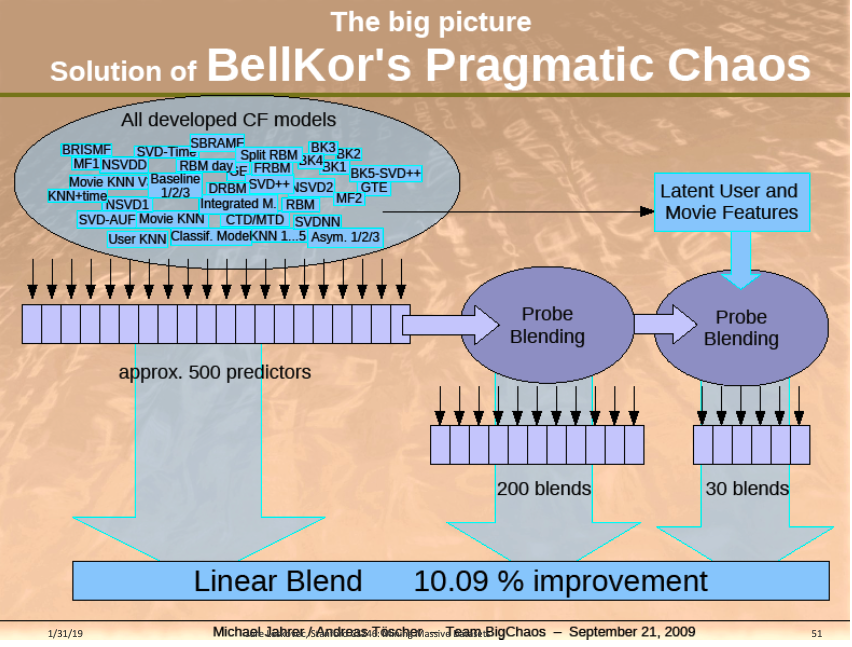 The big picture
Solution of BellKor's Pragmatic Chaos
All developed CF models
SBRAMF
BRISMF
SVD-Time
Split RBM
BK3
BK2
MF1
NSVDD
RBM day
FRBM
BK4
BK1
BK5-SVD++
Movie KNN V
Baseline
1/2/3
DRBM
SVD++
NSVD2
GTE
KNN+time
NSVD1
Integrated M.
RBM
MF2
SVD-AUF
Movie KNN
CTD/MTD
SVDNN
User KNN
Classif. Mode
KNN 1...5
Asym. 1/2/3
Latent User and
Movie Features
Probe
Blending
Probe
Blending
approx. 500 predictors
200 blends
30 blends
Linear Blend 10.09 % improvement
1/31/19
Michael Jahrer / Andreas Töscher – Team BigChaos – September 21, 2009
51